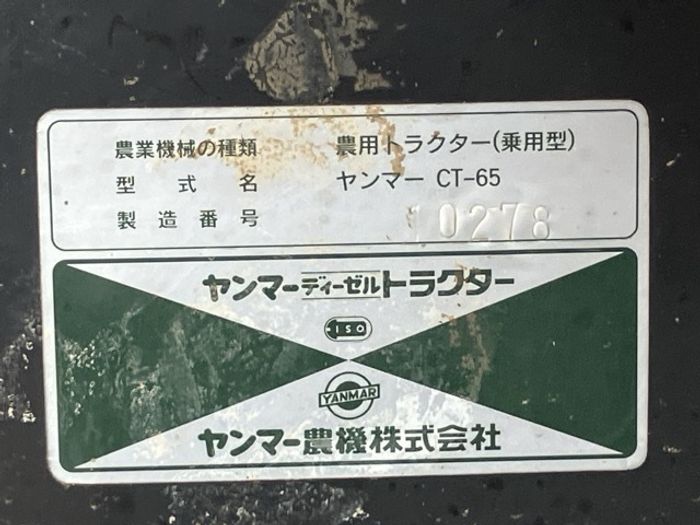 農業機械の種類 農用トラクター(乗用型)
型式名 ヤンマー CT-65
製造番号 10278
ヤンマーディーゼルトラクター
ISO
YANMAR
ヤンマー農機株式会社